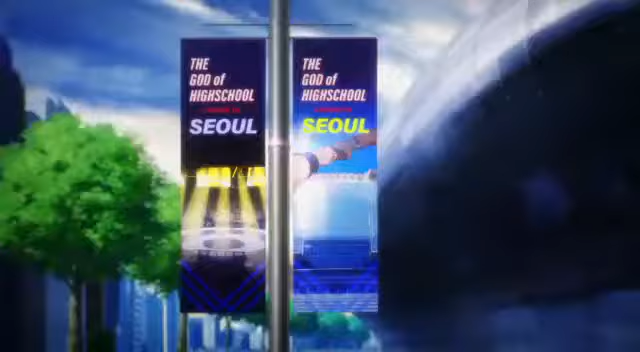 THE
GOD of
HIGHSCHOOL
SEOUL
THE
GOD of
HIGHSCHOOL
SEOUL